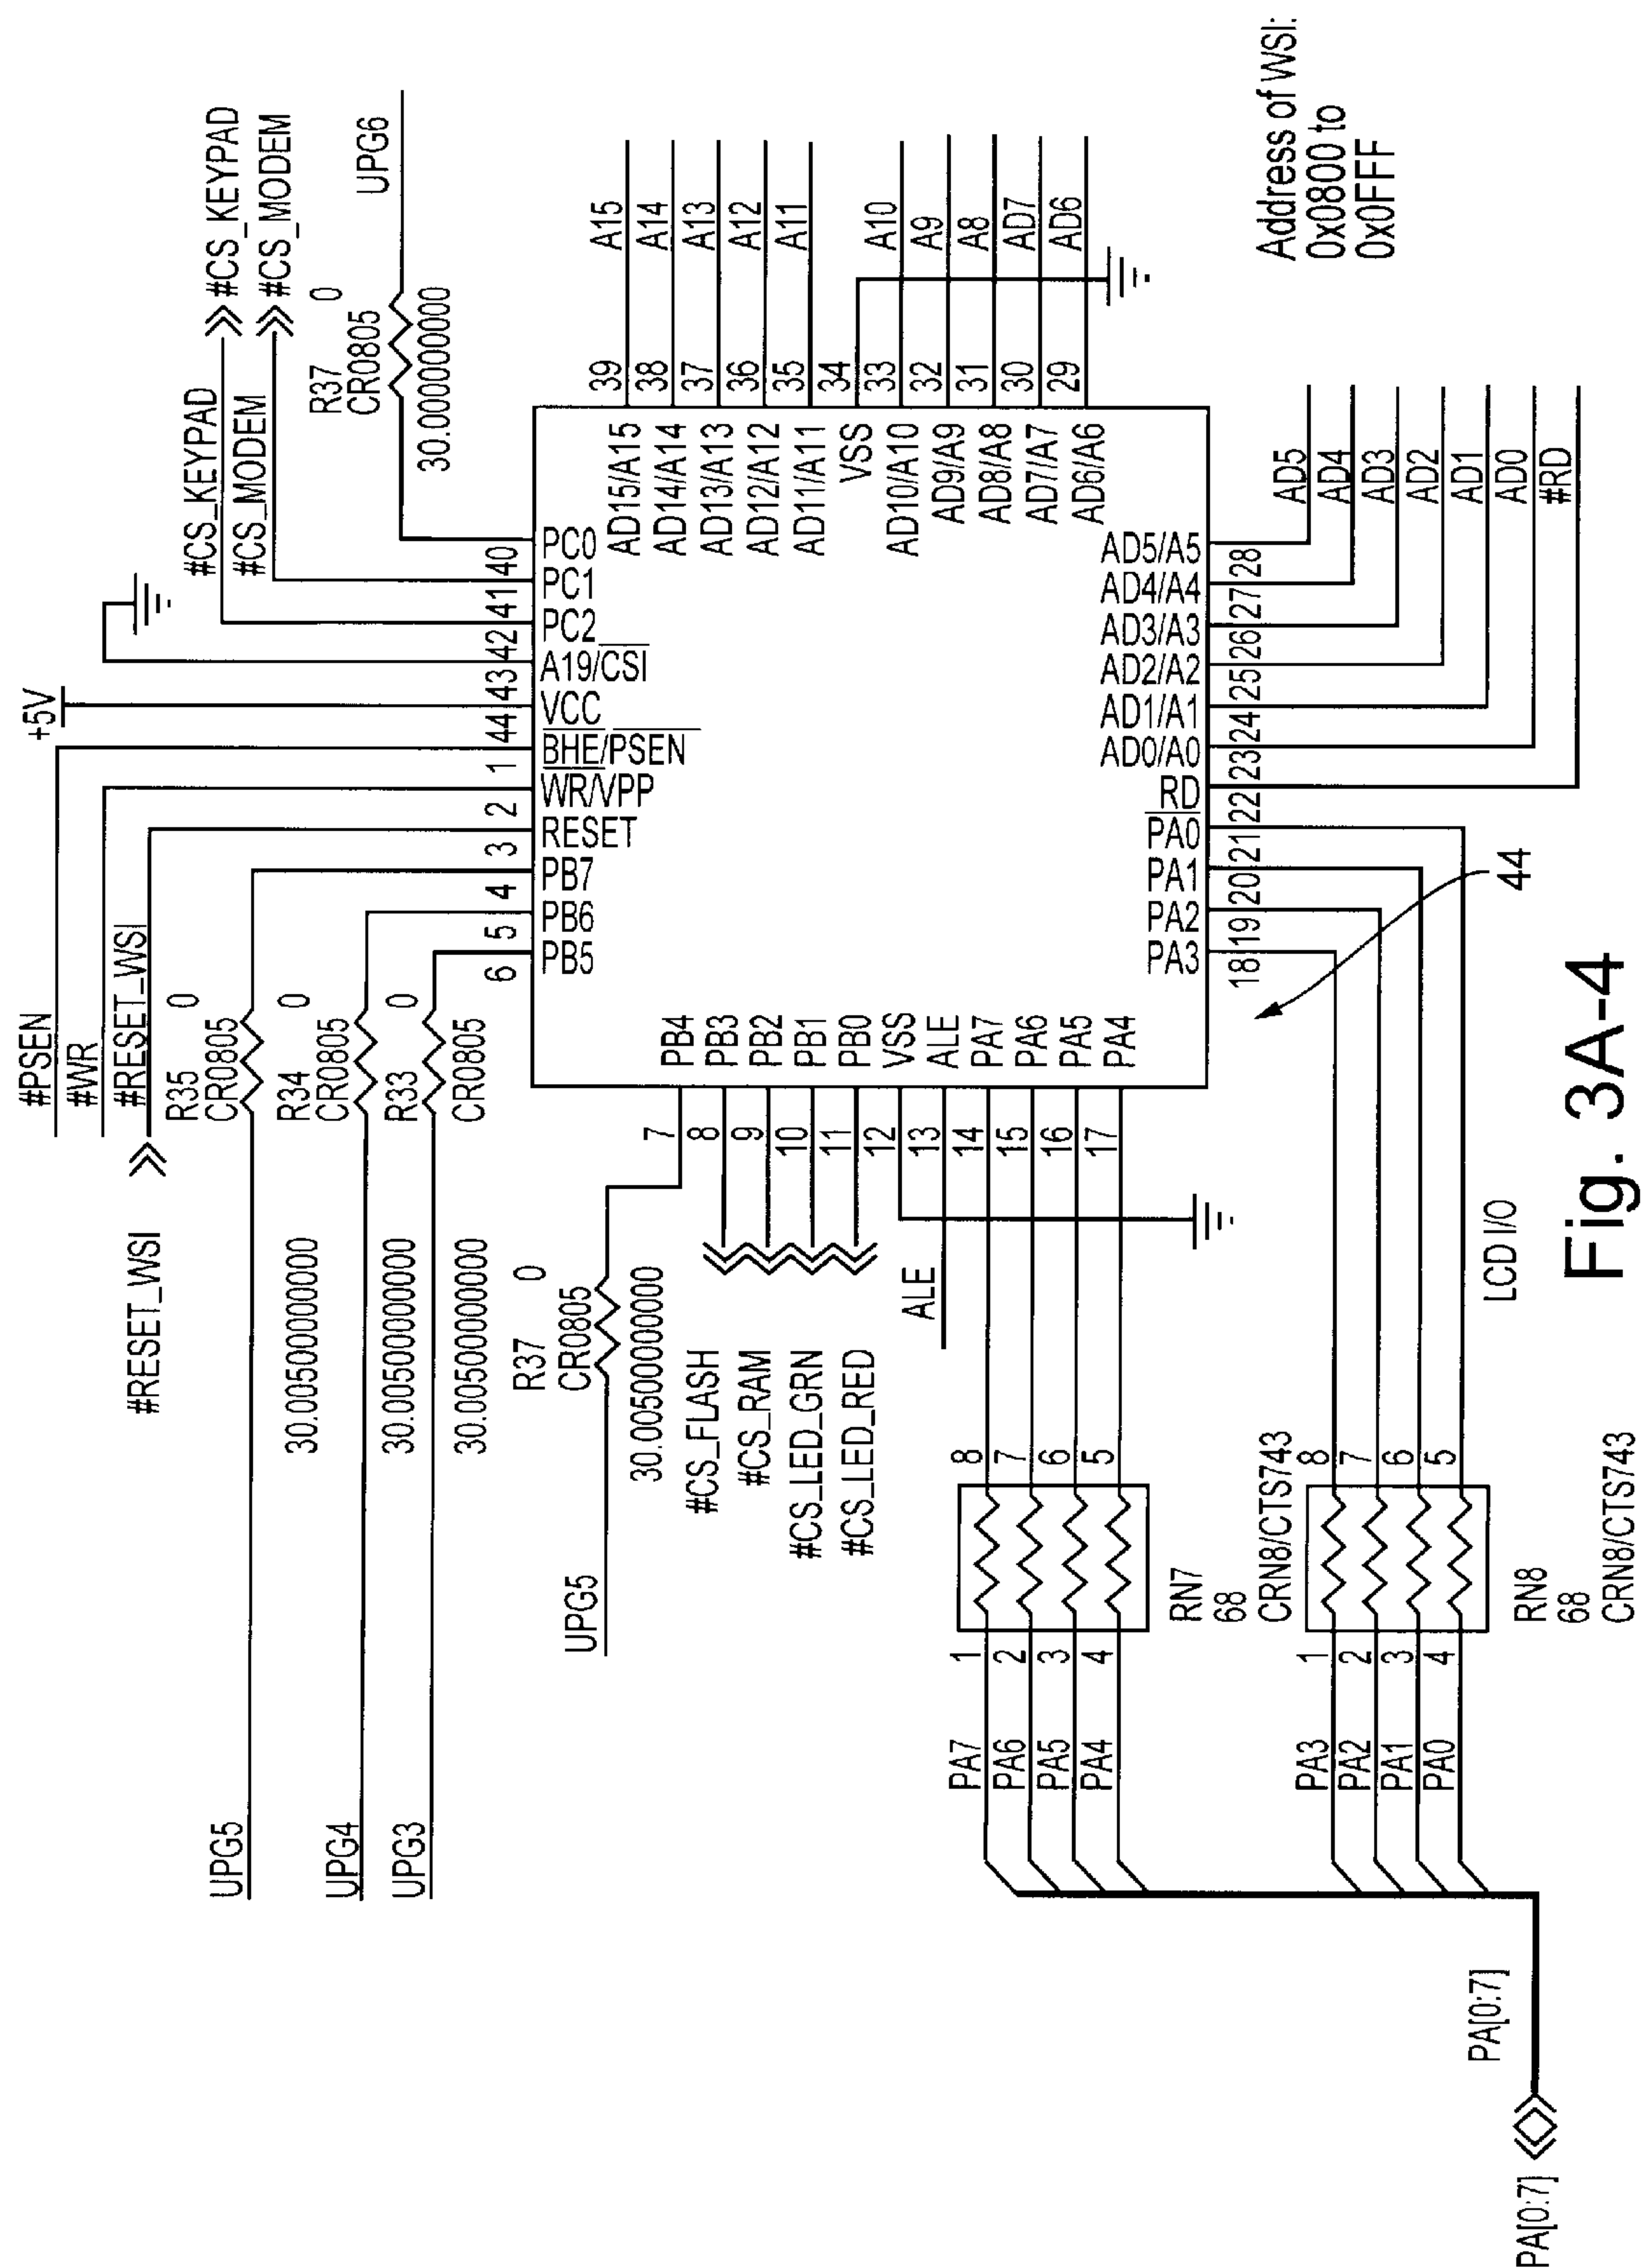 #PSEN
#WR
#RESET_WSI
#RESET_WSI
+5V
#CS_KEYPAD
#CS_MODEM
#CS_KEYPAD
#CS_MODEM
R35 0
CR0805
30.00500000000
R34 0
CR0805
30.00500000000
R33 0
CR0805
30.00500000000
UPG5
UPG4
UPG3
R37 0
CR0805
30.00000000000
UPG6
6
5
4
3
2
1
44
43
42
41
40
PB5
PB6
PB7
RESET
WR/VPP
BHE/PSEN
VCC
A19/CSI
PC2
PC1
PC0
R37 0
CR0805
30.00500000000
UPG5
#CS_FLASH
#CS_RAM
#CS_LED_GRN
#CS_LED_RED
ALE
7 PB4
8 PB3
9 PB2
10 PB1
11 PB0
12 VSS
13 ALE
14 PA7
15 PA6
16 PA5
17 PA4
AD15/A15 39 A15
AD14/A14 38 A14
AD13/A13 37 A13
AD12/A12 36 A12
AD11/A11 35 A11
VSS 34
AD10/A10 33 A10
AD9/A9 32 A9
AD8/A8 31 A8
AD7/A7 30 AD7
AD6/A6 29 AD6
PA3
PA2
PA1
PA0
RD
AD0/A0
AD1/A1
AD2/A2
AD3/A3
AD4/A4
AD5/A5
18
19
20
21
22
23
24
25
26
27
28
AD5
AD4
AD3
AD2
AD1
AD0
#RD
Address of WSI:
0x0800 to
0x0FFF
44
PA7 1 8
PA6 2 7
PA5 3 6
PA4 4 5
RN7
68
CRN8/CTS743
PA3 1 8
PA2 2 7
PA1 3 6
PA0 4 5
RN8
68
CRN8/CTS743
LCD I/O
PA[0:7]
PA[0:7]
Fig. 3A-4